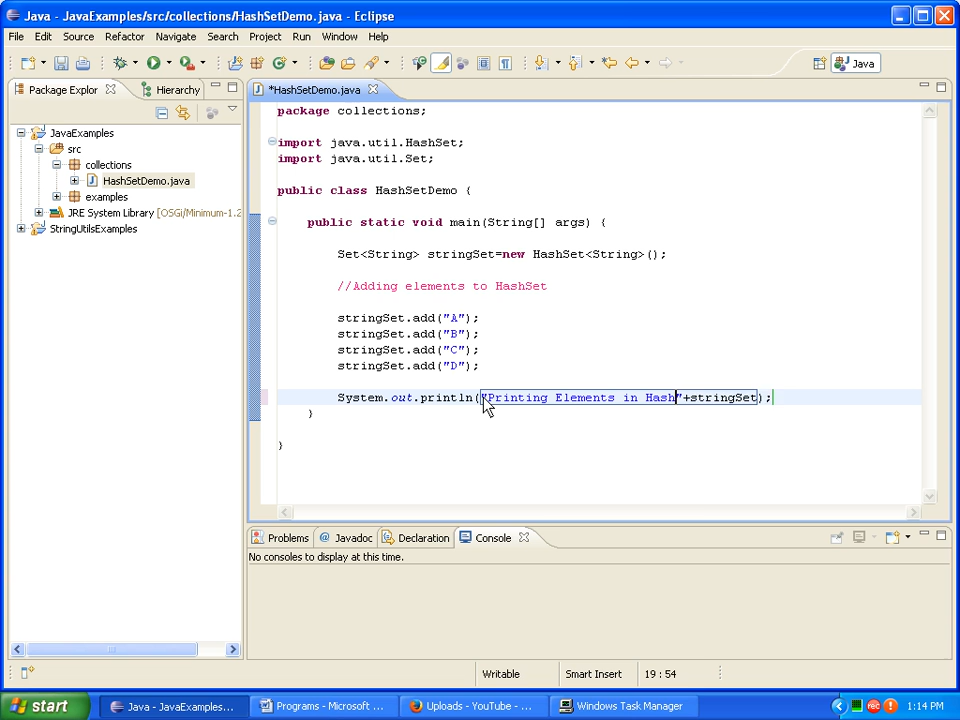 Java - JavaExamples/src/collections/HashSetDemo.java - Eclipse
File Edit Source Refactor Navigate Search Project Run Window Help
Java
Package Explor
Hierarchy
*HashSetDemo.java
JavaExamples
src
collections
HashSetDemo.java
examples
JRE System Library [OSGi/Minimum-1.2
StringUtilsExamples
package collections;
import java.util.HashSet;
import java.util.Set;
public class HashSetDemo {
public static void main(String[] args) {
Set<String> stringSet=new HashSet<String>();
//Adding elements to HashSet
stringSet.add("A");
stringSet.add("B");
stringSet.add("C");
stringSet.add("D");
System.out.println("Printing Elements in Hash"+stringSet);
}
}
Problems @ Javadoc Declaration Console
No consoles to display at this time.
Writable Smart Insert 19 : 54
start Java - JavaExamples... Programs - Microsoft ... Uploads - YouTube - ... Windows Task Manager 1:14 PM